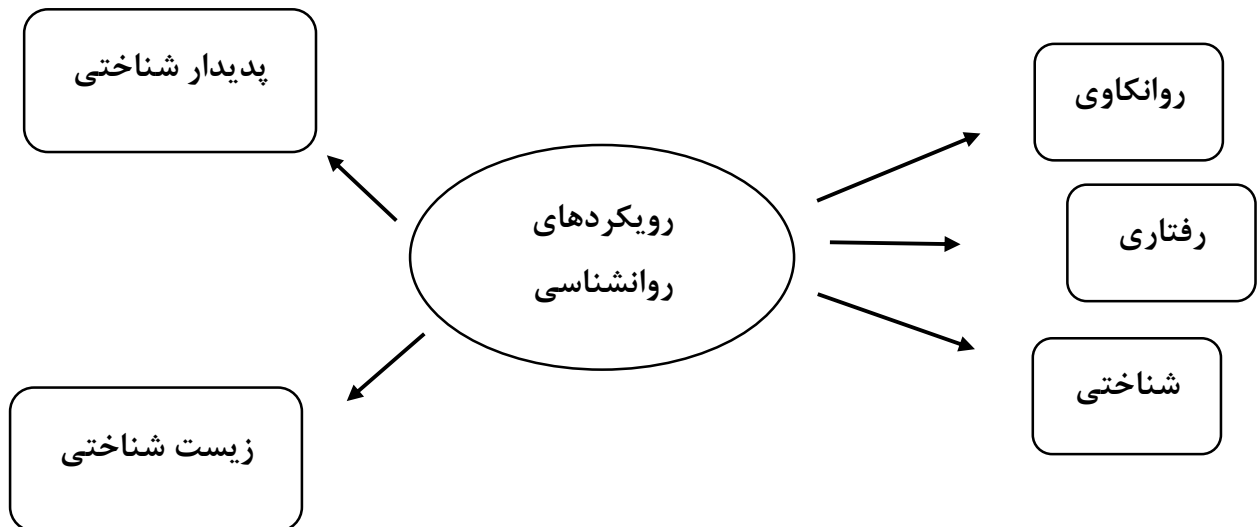 رویکردهای
روانشناسی
روانکاوی
رفتاری
شناختی
پدیدار شناختی
زیست شناختی